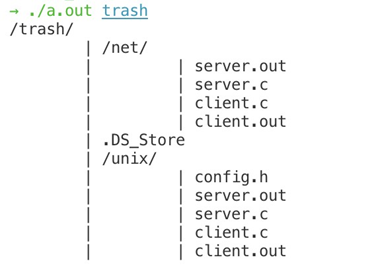 → ./a.out trash
/trash/
| /net/
| | server.out
| | server.c
| | client.c
| | client.out
| .DS_Store
| /unix/
| | config.h
| | server.out
| | server.c
| | client.c
| | client.out